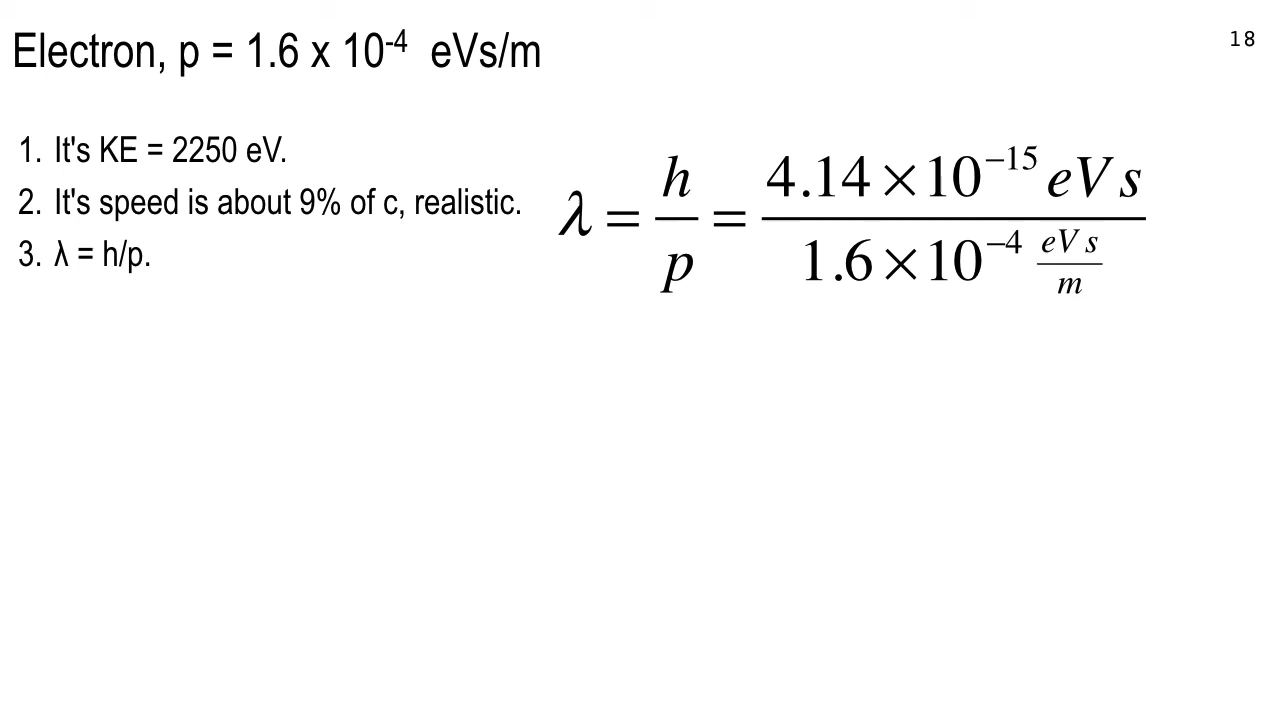 Electron, p = 1.6 x 10⁻⁴ eVs/m
18
1. It's KE = 2250 eV.
2. It's speed is about 9% of c, realistic.
3. λ = h/p.
λ = h/p = 4.14 × 10⁻¹⁵ eV s / 1.6 × 10⁻⁴ eV s/m